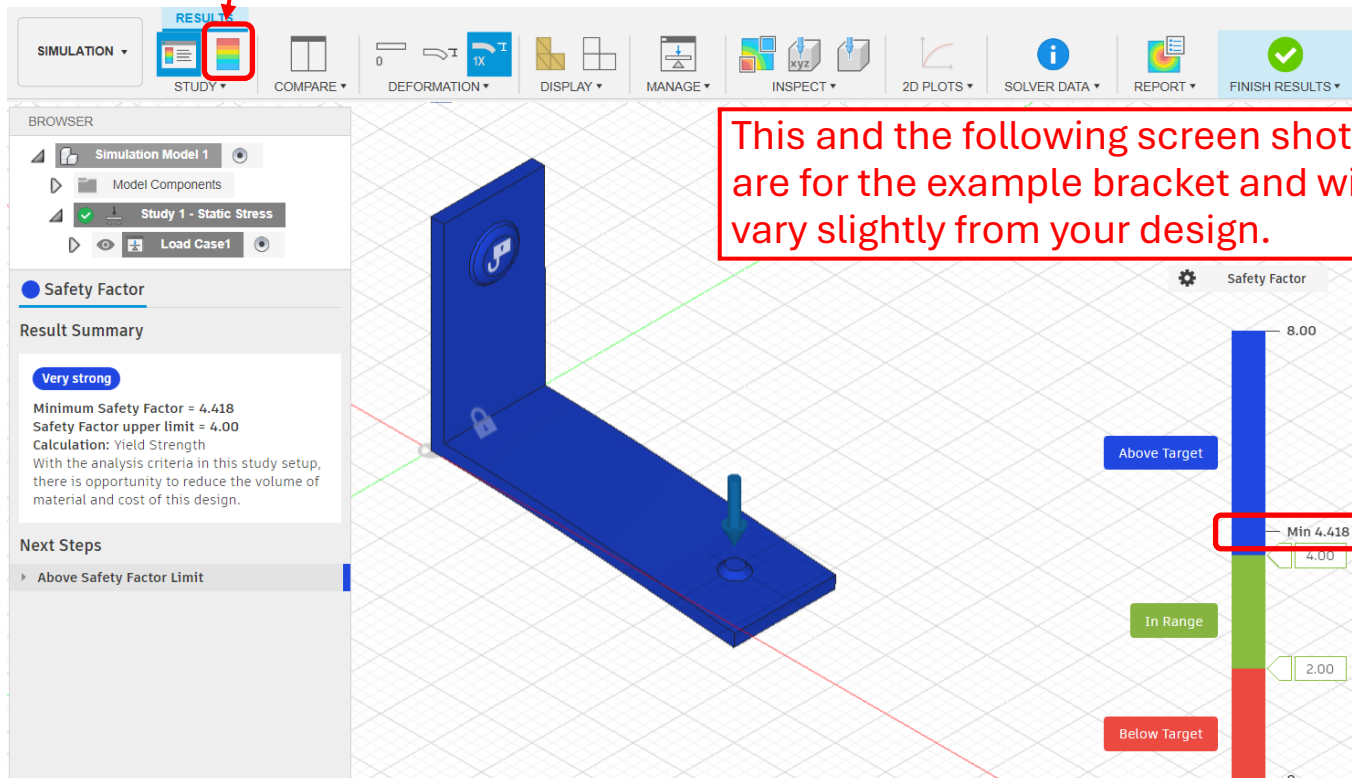 RESULTS
SIMULATION
0
1X
xyz
STUDY
COMPARE
DEFORMATION
DISPLAY
MANAGE
INSPECT
2D PLOTS
SOLVER DATA
REPORT
FINISH RESULTS
BROWSER
Simulation Model 1
Model Components
Study 1 - Static Stress
Load Case1
This and the following screen shot
are for the example bracket and wi
vary slightly from your design.
Safety Factor
Result Summary
Very strong
Minimum Safety Factor = 4.418
Safety Factor upper limit = 4.00
Calculation: Yield Strength
With the analysis criteria in this study setup,
there is opportunity to reduce the volume of
material and cost of this design.
Next Steps
Above Safety Factor Limit
Safety Factor
8.00
Above Target
Min 4.418
4.00
In Range
2.00
Below Target